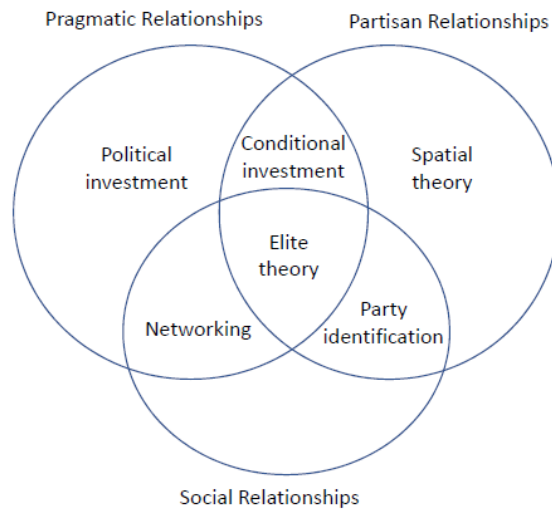 Pragmatic Relationships
Partisan Relationships
Political
investment
Conditional
investment
Spatial
theory
Elite
theory
Networking
Party
identification
Social Relationships